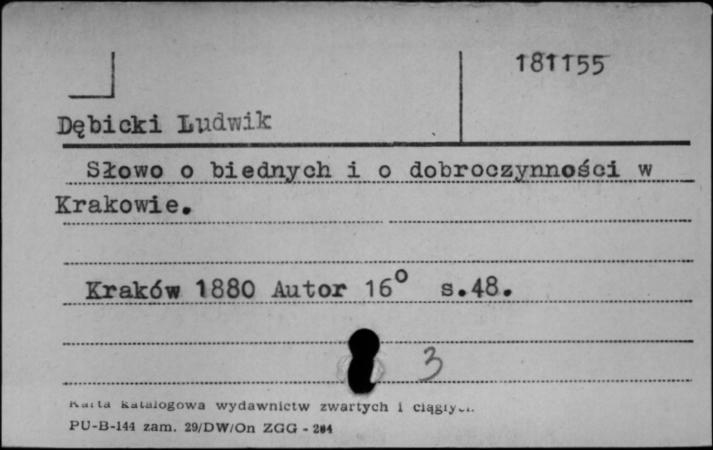 181155
Dębicki Ludwik
Słowo o biednych i o dobroczynności w
Krakowie.
Kraków 1880 Autor 16° s.48.
3
Karta katalogowa wydawnictw zwartych i ciągłych.
PU-B-144 zam. 29/DW/On ZGG - 284